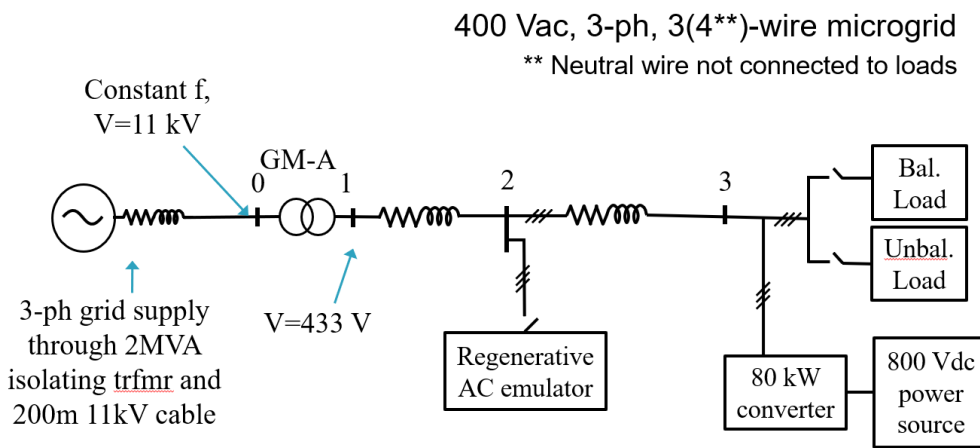 400 Vac, 3-ph, 3(4**)-wire microgrid
** Neutral wire not connected to loads
Constant f,
V=11 kV
GM-A
0
1
2
3
Bal.
Load
Unbal.
Load
3-ph grid supply
through 2MVA
isolating trfmr and
200m 11kV cable
V=433 V
Regenerative
AC emulator
80 kW
converter
800 Vdc
power
source